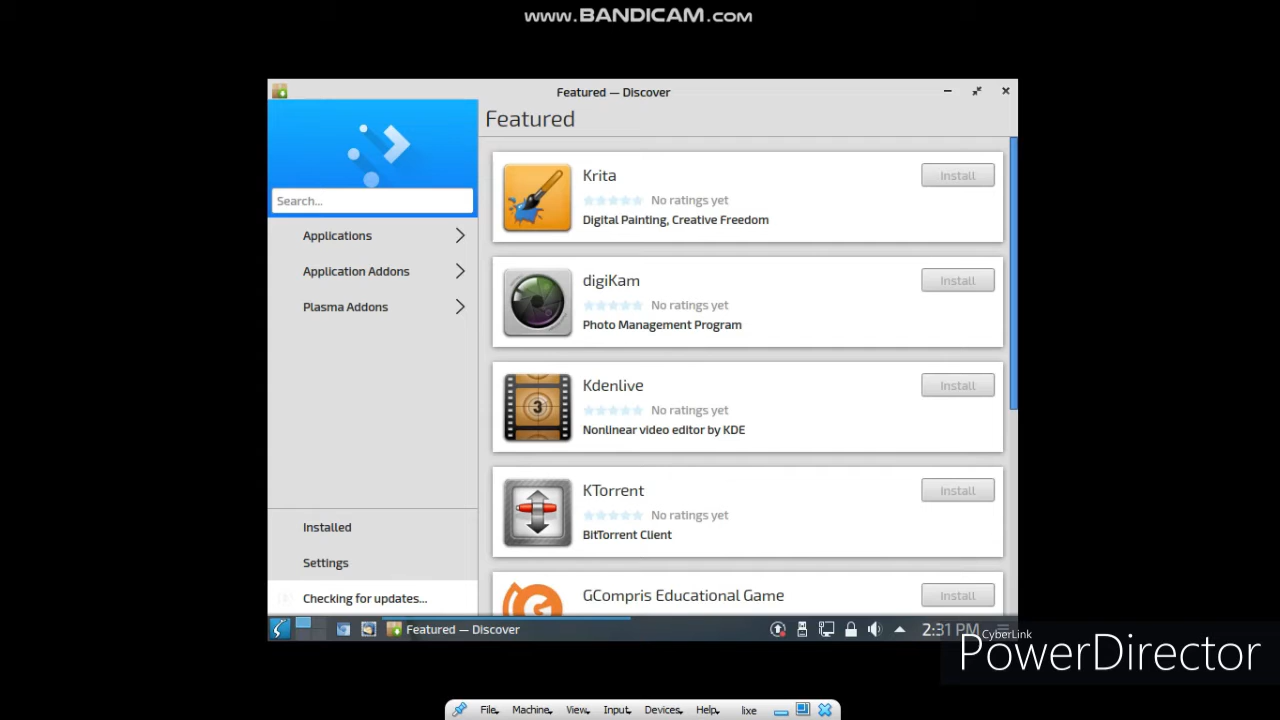 www.BANDICAM.COM
Featured — Discover
Featured
Search...
Applications
Application Addons
Plasma Addons
Krita
Install
No ratings yet
Digital Painting, Creative Freedom
digiKam
Install
No ratings yet
Photo Management Program
Kdenlive
Install
3
No ratings yet
Nonlinear video editor by KDE
KTorrent
Install
No ratings yet
BitTorrent Client
GCompris Educational Game
Install
G
Installed
Settings
Checking for updates...
Featured — Discover
2:31 PM
CyberLink
PowerDirector
File Machine View Input Devices Help lixe